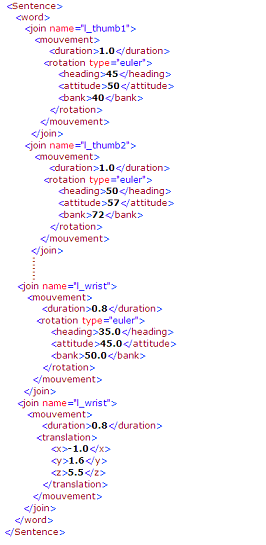 <Sentence>
<word>
<join name="l_thumb1">
<mouvement>
<duration>1.0</duration>
<rotation type="euler">
<heading>45</heading>
<attitude>50</attitude>
<bank>40</bank>
</rotation>
</mouvement>
</join>
<join name="l_thumb2">
<mouvement>
<duration>1.0</duration>
<rotation type="euler">
<heading>50</heading>
<attitude>57</attitude>
<bank>72</bank>
</rotation>
</mouvement>
</join>
<join name="l_wrist">
<mouvement>
<duration>0.8</duration>
<rotation type="euler">
<heading>35.0</heading>
<attitude>45.0</attitude>
<bank>50.0</bank>
</rotation>
</mouvement>
</join>
<join name="l_wrist">
<mouvement>
<duration>0.8</duration>
<translation>
<x>-1.0</x>
<y>1.6</y>
<z>5.5</z>
</translation>
</mouvement>
</join>
</word>
</Sentence>